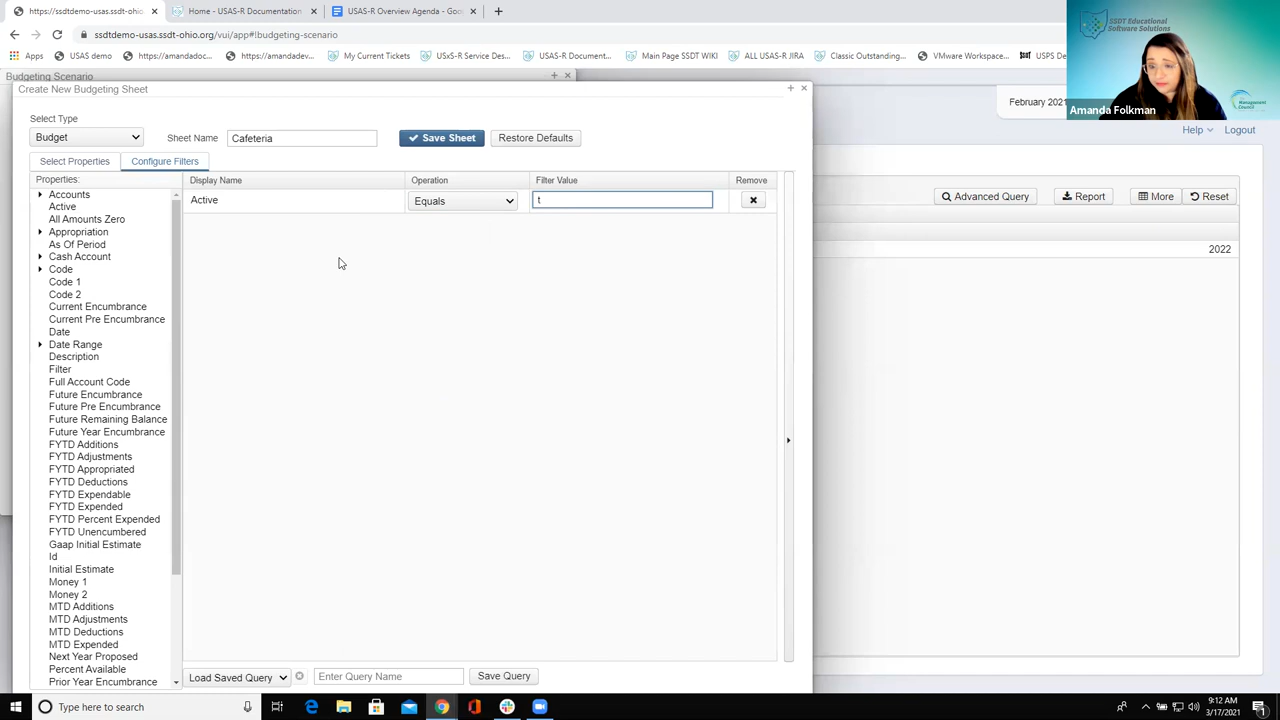 https://ssdtdemo-usas.ssdt-ohio
Home - USAS-R Documentation
USAS-R Overview Agenda - Goo
ssdtdemo-usas.ssdt-ohio.org/vui/app#!budgeting-scenario
Apps
USAS demo
https://amandadoc...
https://amandadev...
My Current Tickets
USxS-R Service Des...
USAS-R Document...
Main Page SSDT WIKI
ALL USAS-R JIRA
Classic Outstanding...
VMware Workspace...
USPS De
SSDT Educational
Software Solutions
Management
Council
Amanda Folkman
Budgeting Scenario
Create New Budgeting Sheet
February 2021
Help
Logout
Select Type
Budget
Sheet Name
Cafeteria
Save Sheet
Restore Defaults
Select Properties
Configure Filters
Properties:
Display Name
Operation
Filter Value
Remove
Active
Equals
t
Advanced Query
Report
More
Reset
2022
Accounts
Active
All Amounts Zero
Appropriation
As Of Period
Cash Account
Code
Code 1
Code 2
Current Encumbrance
Current Pre Encumbrance
Date
Date Range
Description
Filter
Full Account Code
Future Encumbrance
Future Pre Encumbrance
Future Remaining Balance
Future Year Encumbrance
FYTD Additions
FYTD Adjustments
FYTD Appropriated
FYTD Deductions
FYTD Expendable
FYTD Expended
FYTD Percent Expended
FYTD Unencumbered
Gaap Initial Estimate
Id
Initial Estimate
Money 1
Money 2
MTD Additions
MTD Adjustments
MTD Deductions
MTD Expended
Next Year Proposed
Percent Available
Prior Year Encumbrance
Load Saved Query
Enter Query Name
Save Query
Type here to search
9:12 AM
3/17/2021
1